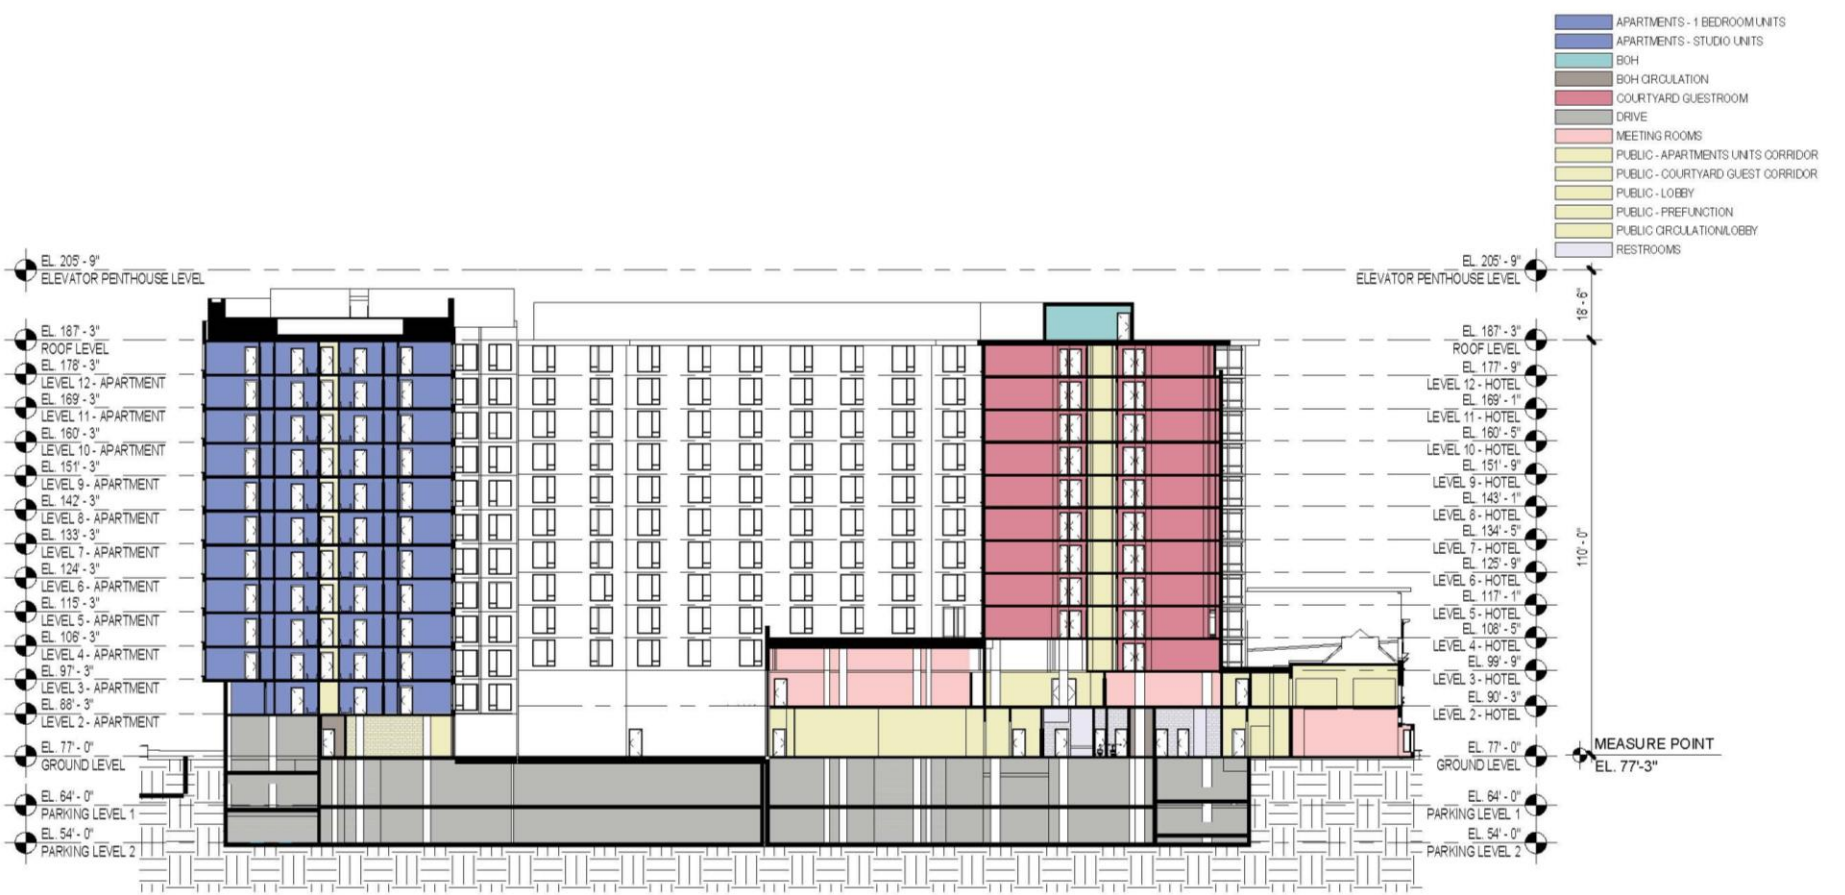 APARTMENTS - 1 BEDROOM UNITS
APARTMENTS - STUDIO UNITS
BOH
BOH CIRCULATION
COURTYARD GUESTROOM
DRIVE
MEETING ROOMS
PUBLIC - APARTMENTS UNITS CORRIDOR
PUBLIC - COURTYARD GUEST CORRIDOR
PUBLIC - LOBBY
PUBLIC - PREFUNCTION
PUBLIC CIRCULATION/LOBBY
RESTROOMS
EL. 205' - 9"
ELEVATOR PENTHOUSE LEVEL
EL. 187' - 3"
ROOF LEVEL
EL. 178' - 3"
LEVEL 12 - APARTMENT
EL. 169' - 3"
LEVEL 11 - APARTMENT
EL. 160' - 3"
LEVEL 10 - APARTMENT
EL. 151' - 3"
LEVEL 9 - APARTMENT
EL. 142' - 3"
LEVEL 8 - APARTMENT
EL. 133' - 3"
LEVEL 7 - APARTMENT
EL. 124' - 3"
LEVEL 6 - APARTMENT
EL. 115' - 3"
LEVEL 5 - APARTMENT
EL. 106' - 3"
LEVEL 4 - APARTMENT
EL. 97' - 3"
LEVEL 3 - APARTMENT
EL. 88' - 3"
LEVEL 2 - APARTMENT
EL. 77' - 0"
GROUND LEVEL
EL. 64' - 0"
PARKING LEVEL 1
EL. 54' - 0"
PARKING LEVEL 2
EL. 205' - 9"
ELEVATOR PENTHOUSE LEVEL
EL. 187' - 3"
ROOF LEVEL
EL. 177' - 9"
LEVEL 12 - HOTEL
EL. 169' - 1"
LEVEL 11 - HOTEL
EL. 160' - 5"
LEVEL 10 - HOTEL
EL. 151' - 9"
LEVEL 9 - HOTEL
EL. 143' - 1"
LEVEL 8 - HOTEL
EL. 134' - 5"
LEVEL 7 - HOTEL
EL. 125' - 9"
LEVEL 6 - HOTEL
EL. 117' - 1"
LEVEL 5 - HOTEL
EL. 108' - 5"
LEVEL 4 - HOTEL
EL. 99' - 9"
LEVEL 3 - HOTEL
EL. 90' - 3"
LEVEL 2 - HOTEL
EL. 77' - 0"
GROUND LEVEL
EL. 64' - 0"
PARKING LEVEL 1
EL. 54' - 0"
PARKING LEVEL 2
18' - 6"
110' - 0"
MEASURE POINT
EL. 77'-3"